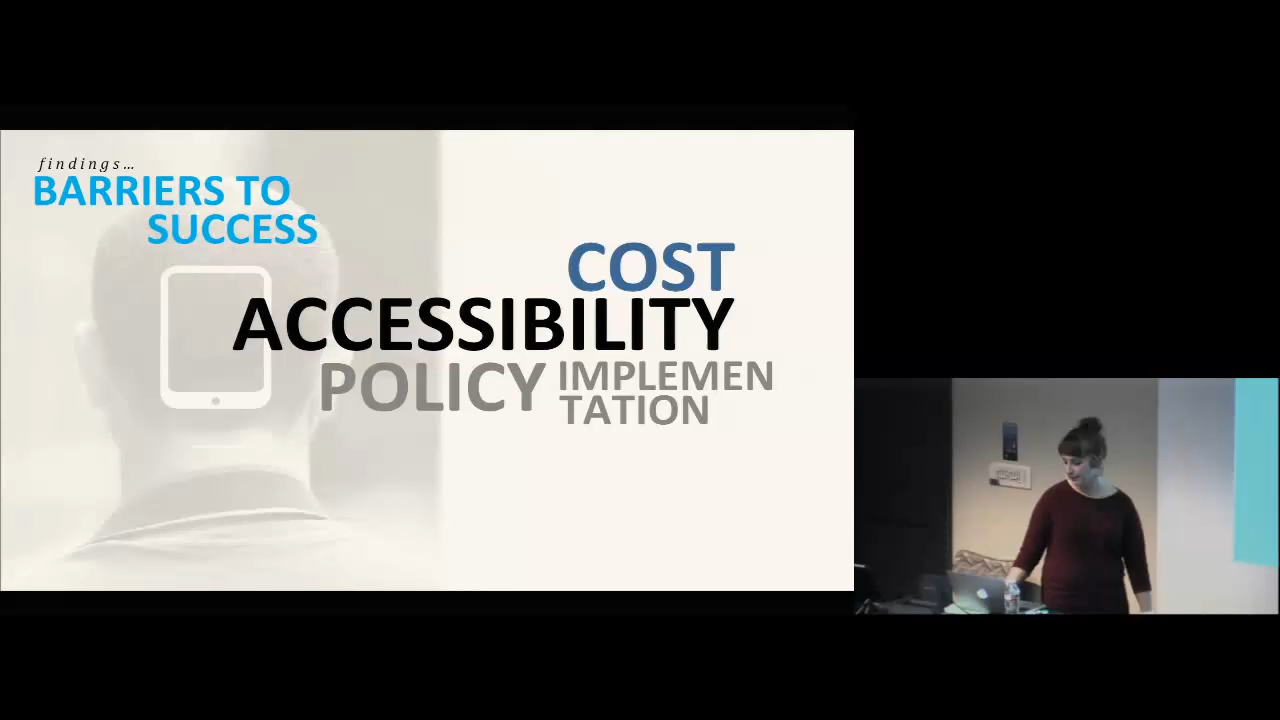 findings...
BARRIERS TO
SUCCESS
COST
ACCESSIBILITY
POLICY IMPLEMEN
TATION